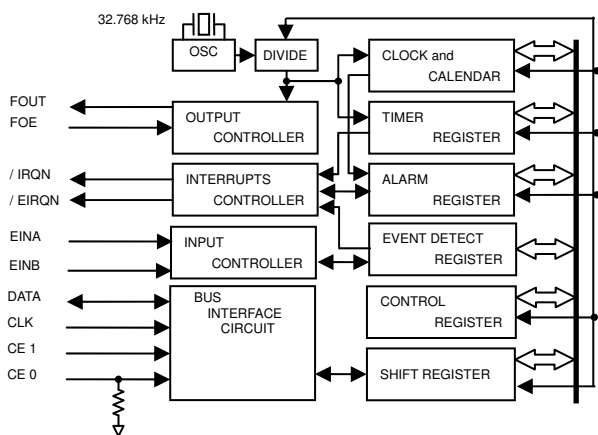 32.768 kHz
OSC
DIVIDE
CLOCK and
CALENDAR
FOUT
FOE
OUTPUT
CONTROLLER
TIMER
REGISTER
/ IRQN
/ EIRQN
INTERRUPTS
CONTROLLER
ALARM
REGISTER
EINA
EINB
INPUT
CONTROLLER
EVENT DETECT
REGISTER
DATA
CLK
CE 1
CE 0
BUS
INTERFACE
CIRCUIT
CONTROL
REGISTER
SHIFT REGISTER